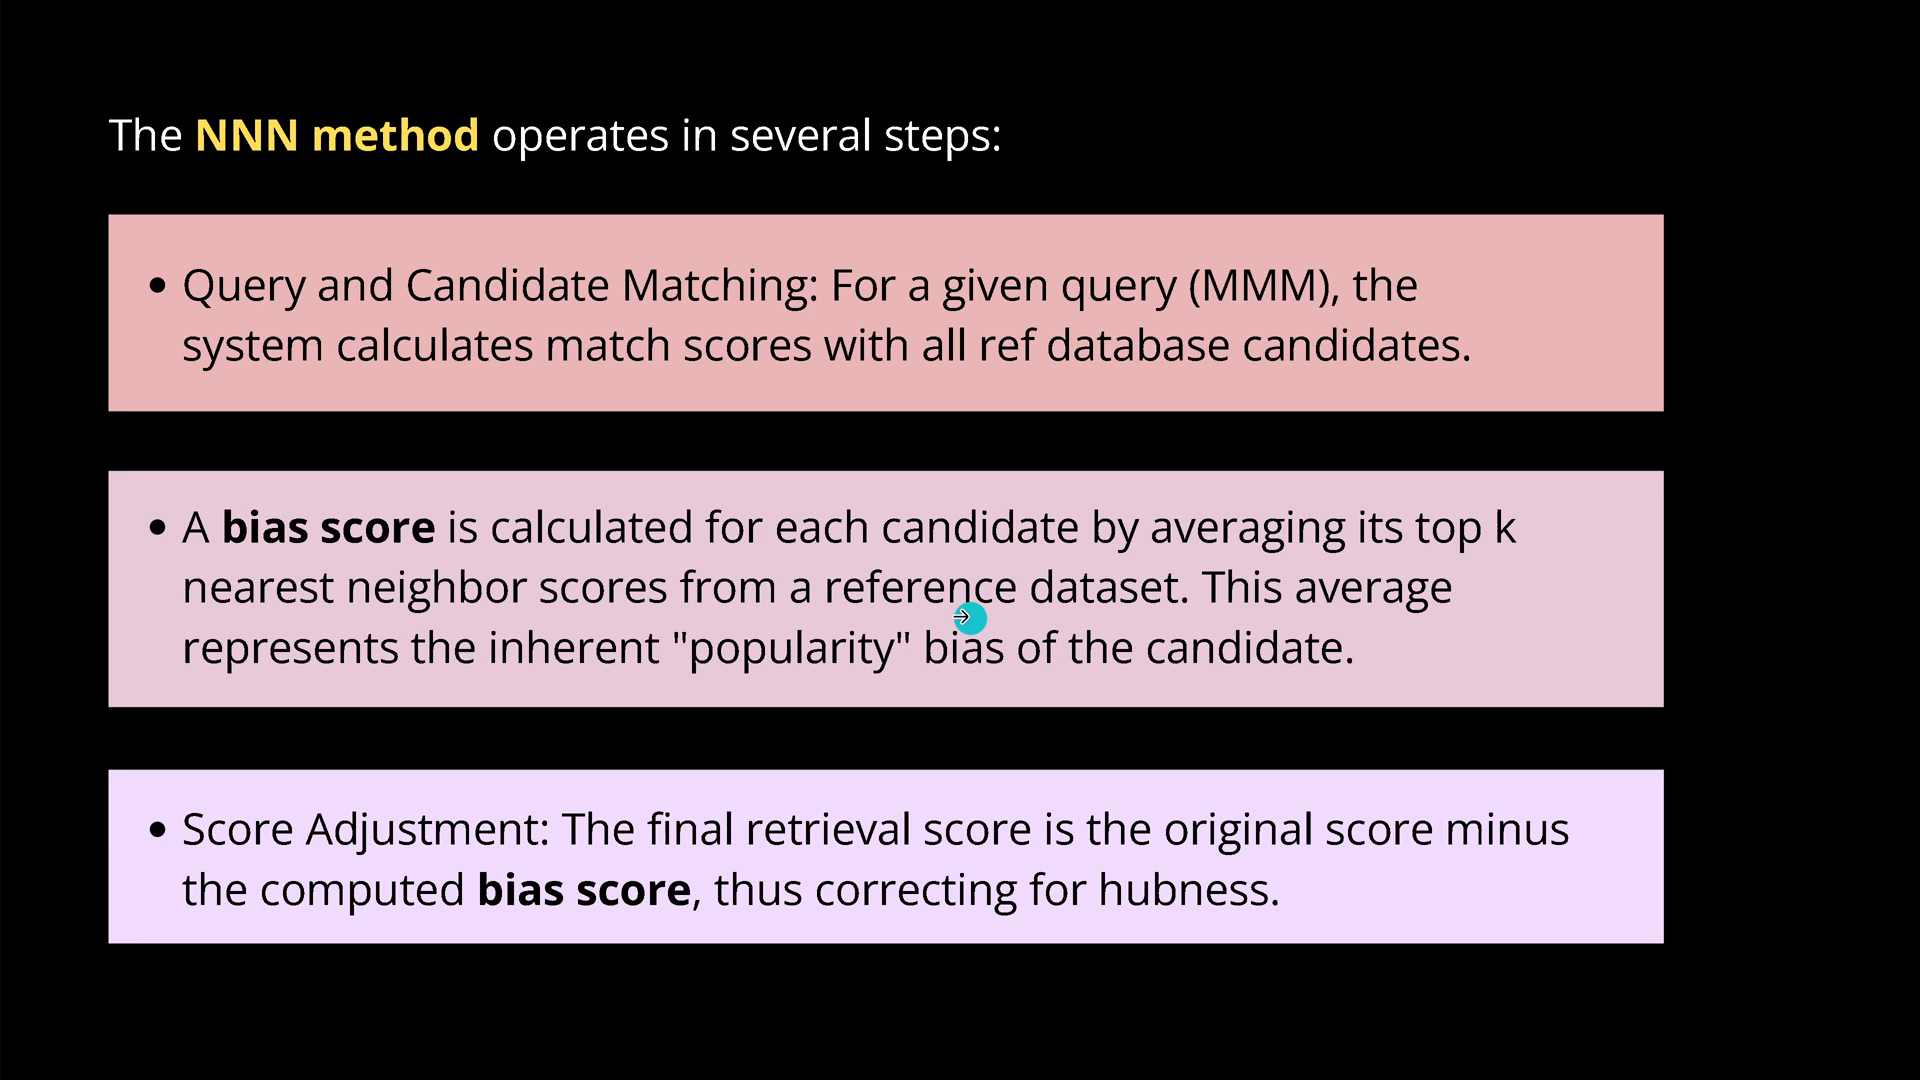 The NNN method operates in several steps:
• Query and Candidate Matching: For a given query (MMM), the
system calculates match scores with all ref database candidates.
• A bias score is calculated for each candidate by averaging its top k
nearest neighbor scores from a reference dataset. This average
represents the inherent "popularity" bias of the candidate.
• Score Adjustment: The final retrieval score is the original score minus
the computed bias score, thus correcting for hubness.